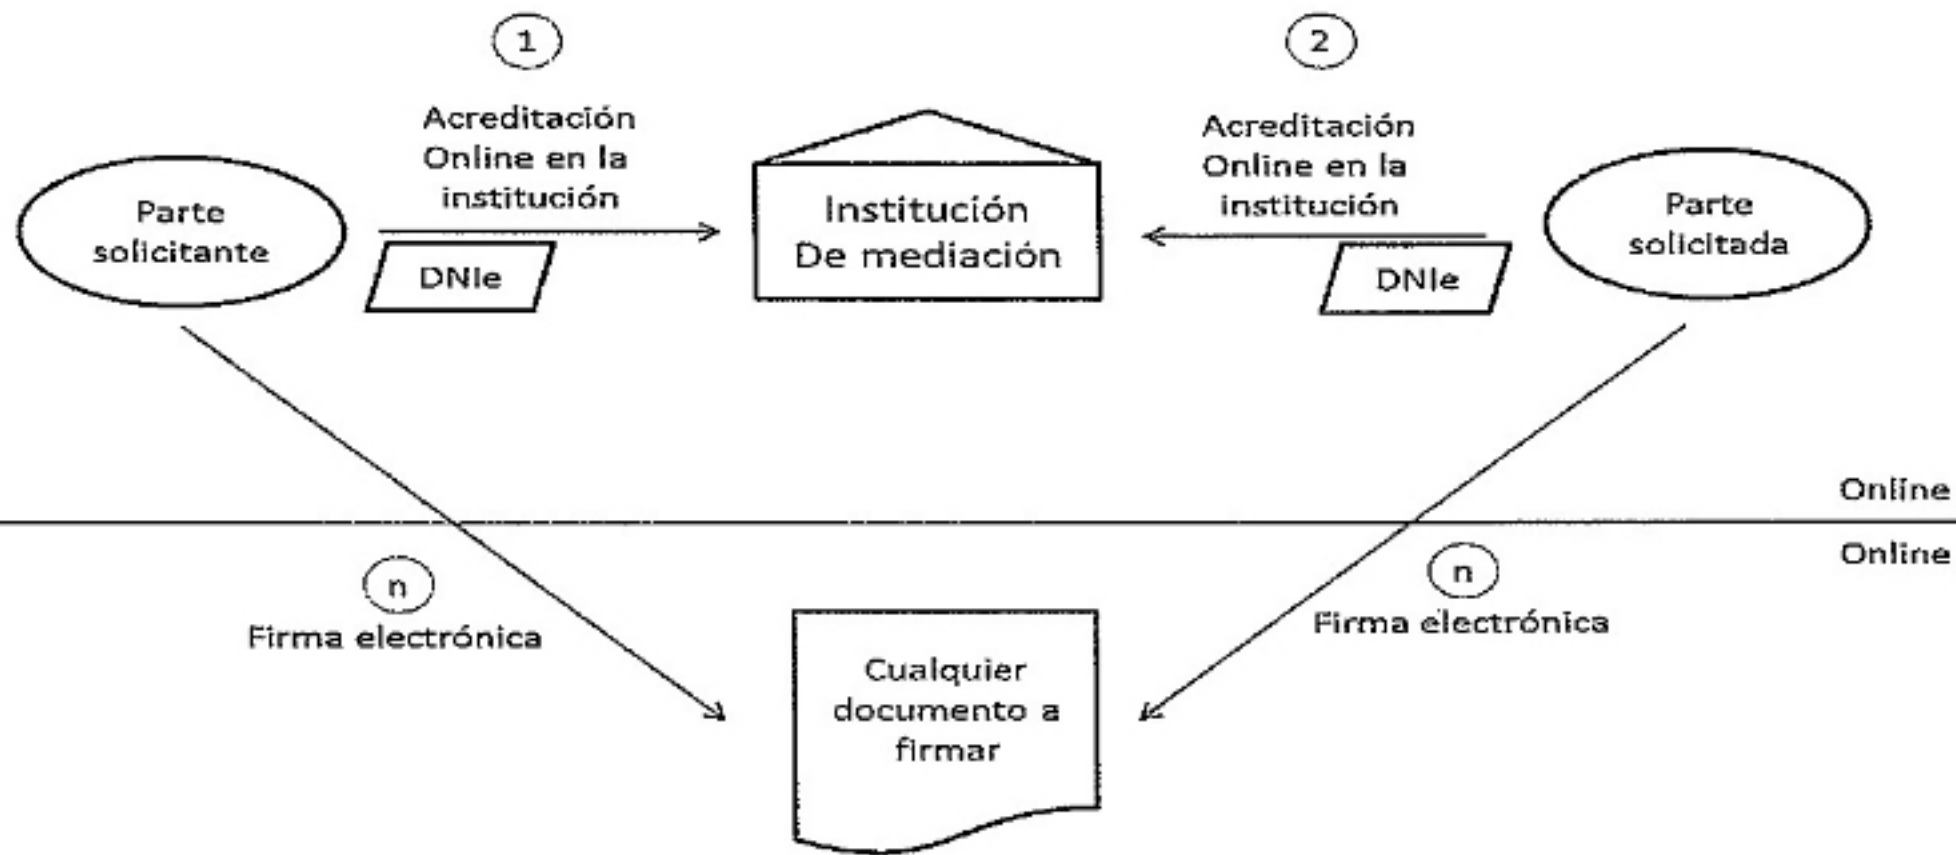 1
2
Acreditación
Online en la
institución
Acreditación
Online en la
institución
Parte
solicitante
DNIe
Institución
De mediación
DNIe
Parte
solicitada
Online
Online
n
Firma electrónica
n
Firma electrónica
Cualquier
documento a
firmar